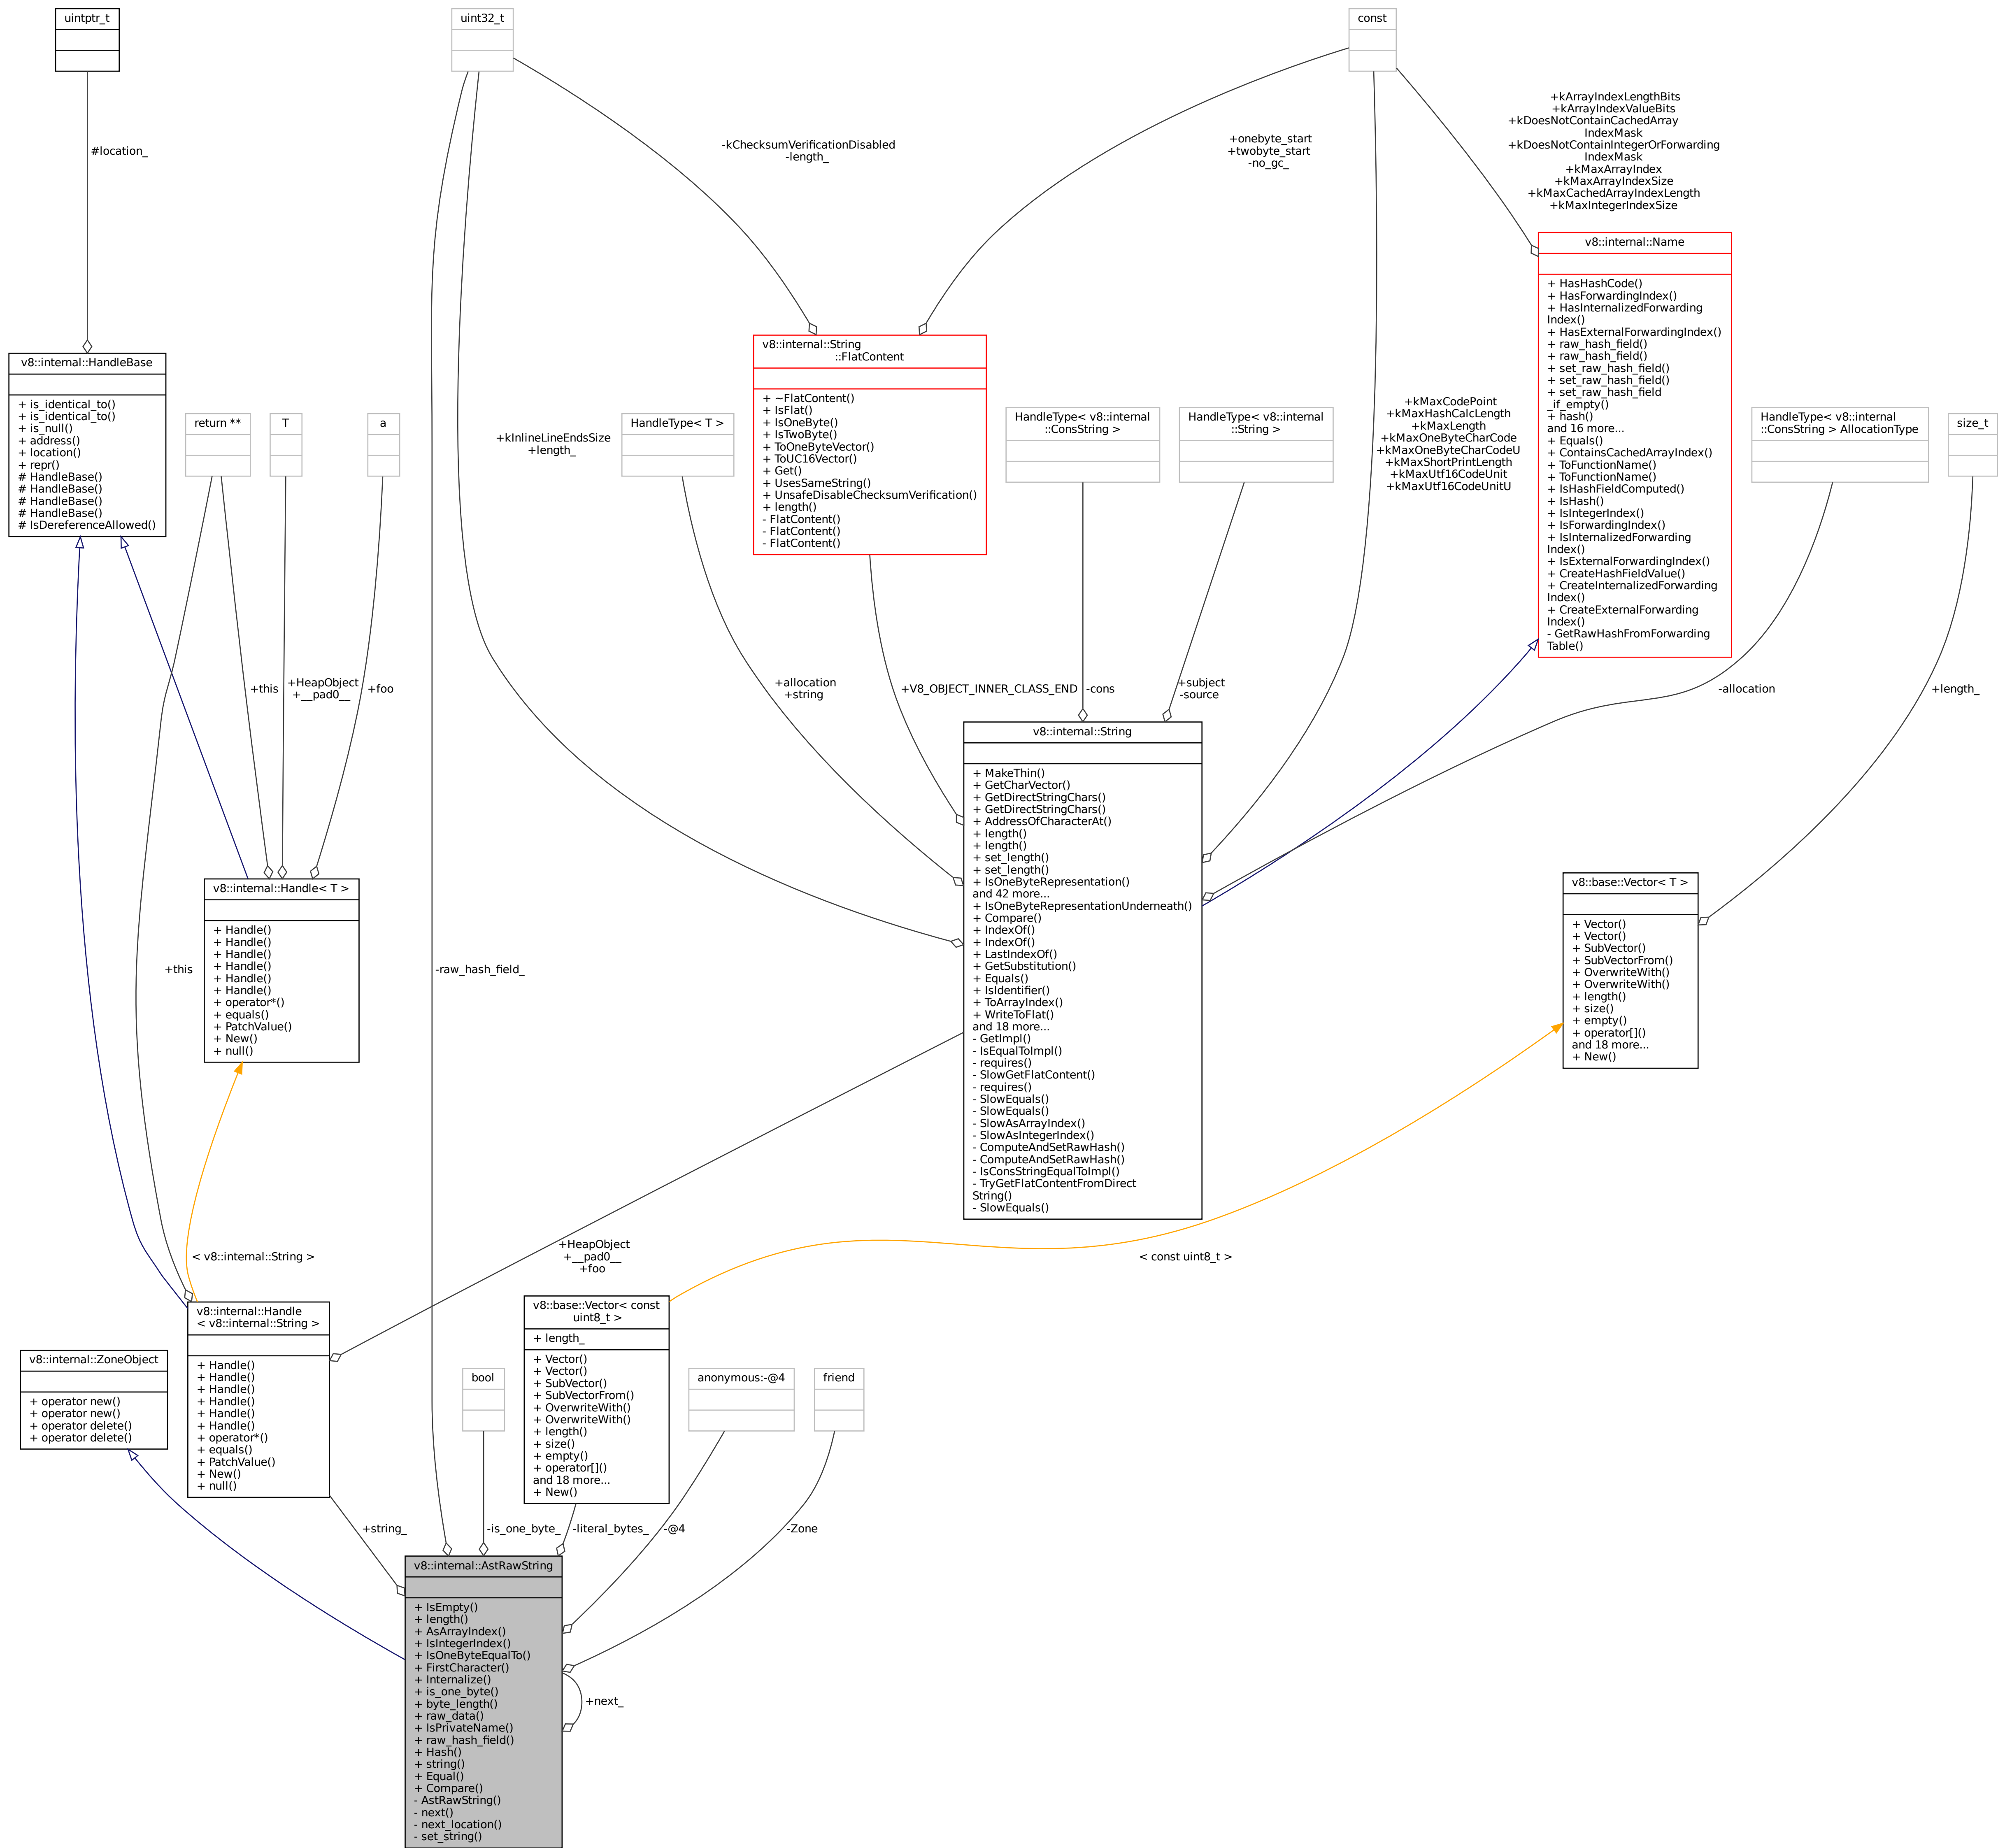 uintptr_t
uint32_t
const
#location_
-kChecksumVerificationDisabled
-length_
+onebyte_start
+twobyte_start
-no_gc_
+kArrayIndexLengthBits
+kArrayIndexValueBits
+kDoesNotContainCachedArray
IndexMask
+kDoesNotContainIntegerOrForwarding
IndexMask
+kMaxArrayIndex
+kMaxArrayIndexSize
+kMaxCachedArrayIndexLength
+kMaxIntegerIndexSize
v8::internal::Name
+ HasHashCode()
+ HasForwardingIndex()
+ HasInternalizedForwarding
Index()
+ HasExternalForwardingIndex()
+ raw_hash_field()
+ raw_hash_field()
+ set_raw_hash_field()
+ set_raw_hash_field()
+ set_raw_hash_field
_if_empty()
+ hash()
and 16 more...
+ Equals()
+ ContainsCachedArrayIndex()
+ ToFunctionName()
+ ToFunctionName()
+ IsHashFieldComputed()
+ IsHash()
+ IsIntegerIndex()
+ IsForwardingIndex()
+ IsInternalizedForwarding
Index()
+ IsExternalForwardingIndex()
+ CreateHashFieldValue()
+ CreateInternalizedForwarding
Index()
+ CreateExternalForwarding
Index()
- GetRawHashFromForwarding
Table()
v8::internal::HandleBase
+ is_identical_to()
+ is_identical_to()
+ is_null()
+ address()
+ location()
+ repr()
# HandleBase()
# HandleBase()
# HandleBase()
# HandleBase()
# IsDereferenceAllowed()
return **
T
a
+kInlineLineEndsSize
+length_
HandleType< T >
v8::internal::String
::FlatContent
+ ~FlatContent()
+ IsFlat()
+ IsOneByte()
+ IsTwoByte()
+ ToOneByteVector()
+ ToUC16Vector()
+ Get()
+ UsesSameString()
+ UnsafeDisableChecksumVerification()
+ length()
- FlatContent()
- FlatContent()
- FlatContent()
HandleType< v8::internal
::ConsString >
HandleType< v8::internal
::String >
+kMaxCodePoint
+kMaxHashCalcLength
+kMaxLength
+kMaxOneByteCharCode
+kMaxOneByteCharCodeU
+kMaxShortPrintLength
+kMaxUtf16CodeUnit
+kMaxUtf16CodeUnitU
HandleType< v8::internal
::ConsString > AllocationType
size_t
+this
+HeapObject
+__pad0__
+foo
+allocation
+string
+V8_OBJECT_INNER_CLASS_END
-cons
+subject
-source
-allocation
+length_
v8::internal::String
+ MakeThin()
+ GetCharVector()
+ GetDirectStringChars()
+ GetDirectStringChars()
+ AddressOfCharacterAt()
+ length()
+ length()
+ set_length()
+ set_length()
+ IsOneByteRepresentation()
and 42 more...
+ IsOneByteRepresentationUnderneath()
+ Compare()
+ IndexOf()
+ IndexOf()
+ LastIndexOf()
+ GetSubstitution()
+ Equals()
+ IsIdentifier()
+ ToArrayIndex()
+ WriteToFlat()
and 18 more...
- GetImpl()
- IsEqualToImpl()
- requires()
- SlowGetFlatContent()
- requires()
- SlowEquals()
- SlowEquals()
- SlowAsArrayIndex()
- SlowAsIntegerIndex()
- ComputeAndSetRawHash()
- ComputeAndSetRawHash()
- IsConsStringEqualToImpl()
- TryGetFlatContentFromDirect
String()
- SlowEquals()
v8::internal::Handle< T >
+ Handle()
+ Handle()
+ Handle()
+ Handle()
+ Handle()
+ Handle()
+ operator*()
+ equals()
+ PatchValue()
+ New()
+ null()
v8::base::Vector< T >
+ Vector()
+ Vector()
+ SubVector()
+ SubVectorFrom()
+ OverwriteWith()
+ OverwriteWith()
+ length()
+ size()
+ empty()
+ operator[]()
and 18 more...
+ New()
+this
-raw_hash_field_
< v8::internal::String >
+HeapObject
+__pad0__
+foo
< const uint8_t >
v8::internal::Handle
< v8::internal::String >
+ Handle()
+ Handle()
+ Handle()
+ Handle()
+ Handle()
+ Handle()
+ operator*()
+ equals()
+ PatchValue()
+ New()
+ null()
v8::base::Vector< const
uint8_t >
+ length_
+ Vector()
+ Vector()
+ SubVector()
+ SubVectorFrom()
+ OverwriteWith()
+ OverwriteWith()
+ length()
+ size()
+ empty()
+ operator[]()
and 18 more...
+ New()
v8::internal::ZoneObject
+ operator new()
+ operator new()
+ operator delete()
+ operator delete()
bool
anonymous:-@4
friend
+string_
-is_one_byte_
-literal_bytes_
-@4
-Zone
v8::internal::AstRawString
+ IsEmpty()
+ length()
+ AsArrayIndex()
+ IsIntegerIndex()
+ IsOneByteEqualTo()
+ FirstCharacter()
+ Internalize()
+ is_one_byte()
+ byte_length()
+ raw_data()
+ IsPrivateName()
+ raw_hash_field()
+ Hash()
+ string()
+ Equal()
+ Compare()
- AstRawString()
- next()
- next_location()
- set_string()
+next_